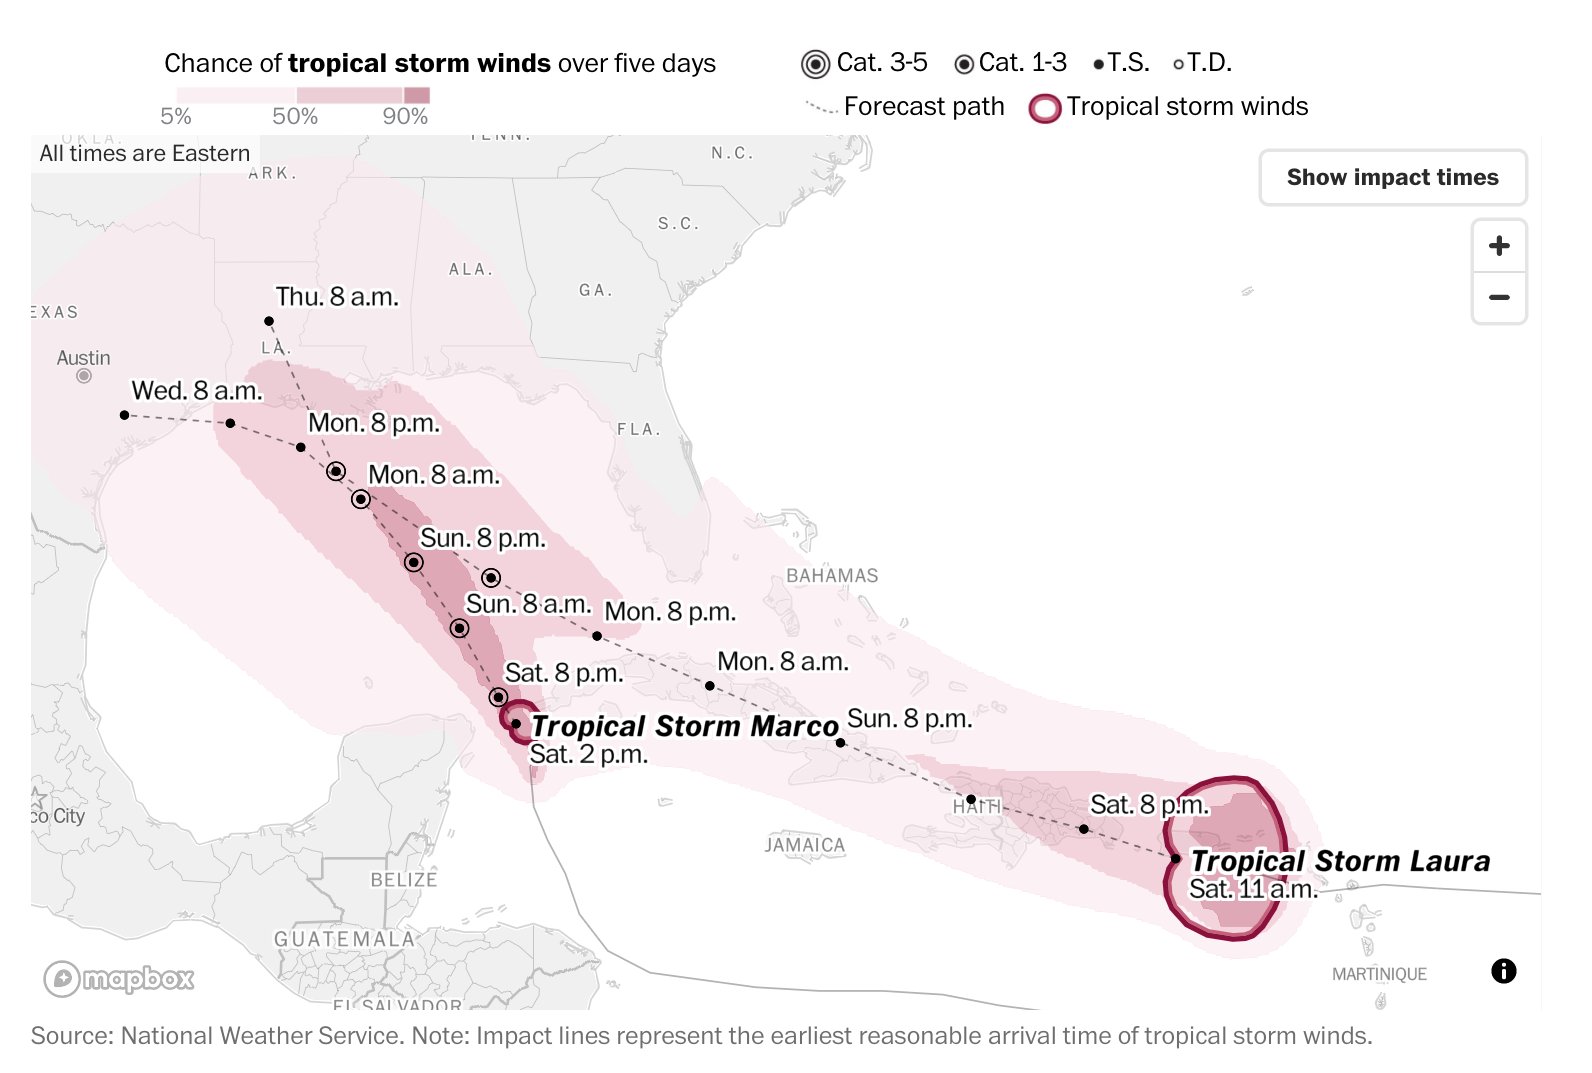 Chance of tropical storm winds over five days
5% 50% 90%
Cat. 3-5 Cat. 1-3 T.S. T.D.
Forecast path Tropical storm winds
All times are Eastern
Show impact times
+
−
OKLA.
TENN.
ARK.
N.C.
S.C.
ALA.
GA.
EXAS
Thu. 8 a.m.
LA.
Austin
Wed. 8 a.m.
Mon. 8 p.m.
FLA.
Mon. 8 a.m.
Sun. 8 p.m.
BAHAMAS
Sun. 8 a.m.
Mon. 8 p.m.
Mon. 8 a.m.
Sat. 8 p.m.
Tropical Storm Marco
Sat. 2 p.m.
Sun. 8 p.m.
HAITI
Sat. 8 p.m.
co City
JAMAICA
Tropical Storm Laura
Sat. 11 a.m.
BELIZE
GUATEMALA
MARTINIQUE
mapbox
i
EL SALVADOR
Source: National Weather Service. Note: Impact lines represent the earliest reasonable arrival time of tropical storm winds.